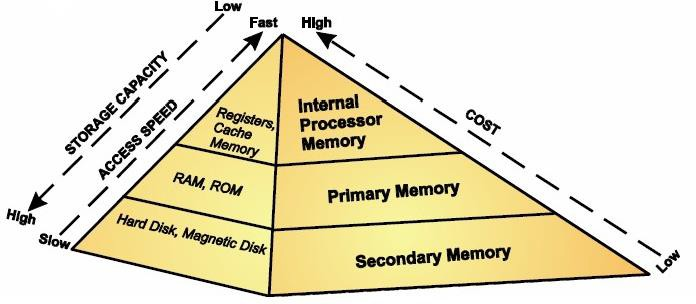 Low
Fast
High
STORAGE CAPACITY
ACCESS SPEED
COST
Registers,
Cache
Memory
Internal
Processor
Memory
RAM, ROM
Primary Memory
High
Slow
Hard Disk, Magnetic Disk
Secondary Memory
Low